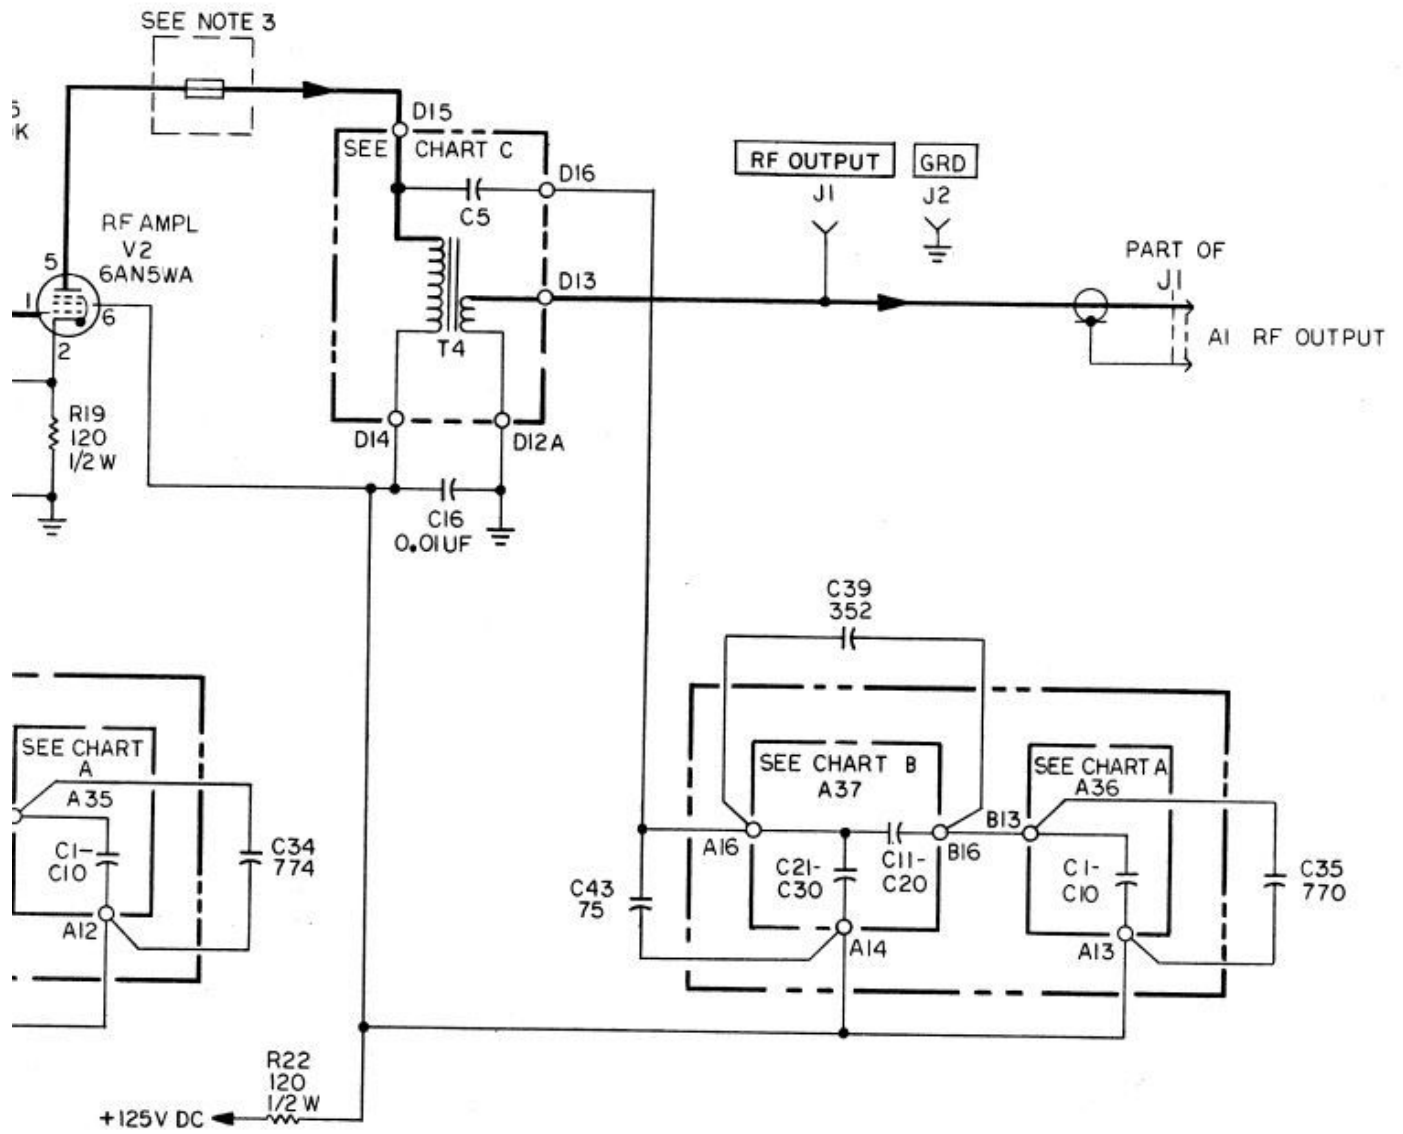 SEE NOTE 3
K
D15
SEE CHART C
D16
C5
RF OUTPUT
GRD
J1
J2
RF AMPL
V2
6AN5WA
5
1
6
2
D13
PART OF
J1
A1 RF OUTPUT
T4
R19
120
1/2 W
D14
D12A
C16
0.01UF
C39
352
SEE CHART
A
A35
C1-
C10
C34
774
A12
SEE CHART B
A37
SEE CHART A
A36
A16
B16
B13
C21-
C30
C11-
C20
C1-
C10
C43
75
C35
770
A14
A13
R22
120
1/2 W
+125V DC